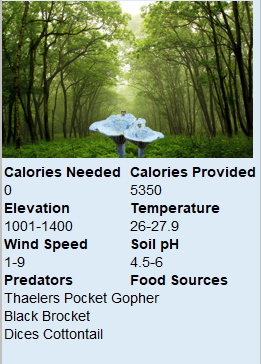 Calories Needed Calories Provided
0 5350
Elevation Temperature
1001-1400 26-27.9
Wind Speed Soil pH
1-9 4.5-6
Predators Food Sources
Thaelers Pocket Gopher
Black Brocket
Dices Cottontail